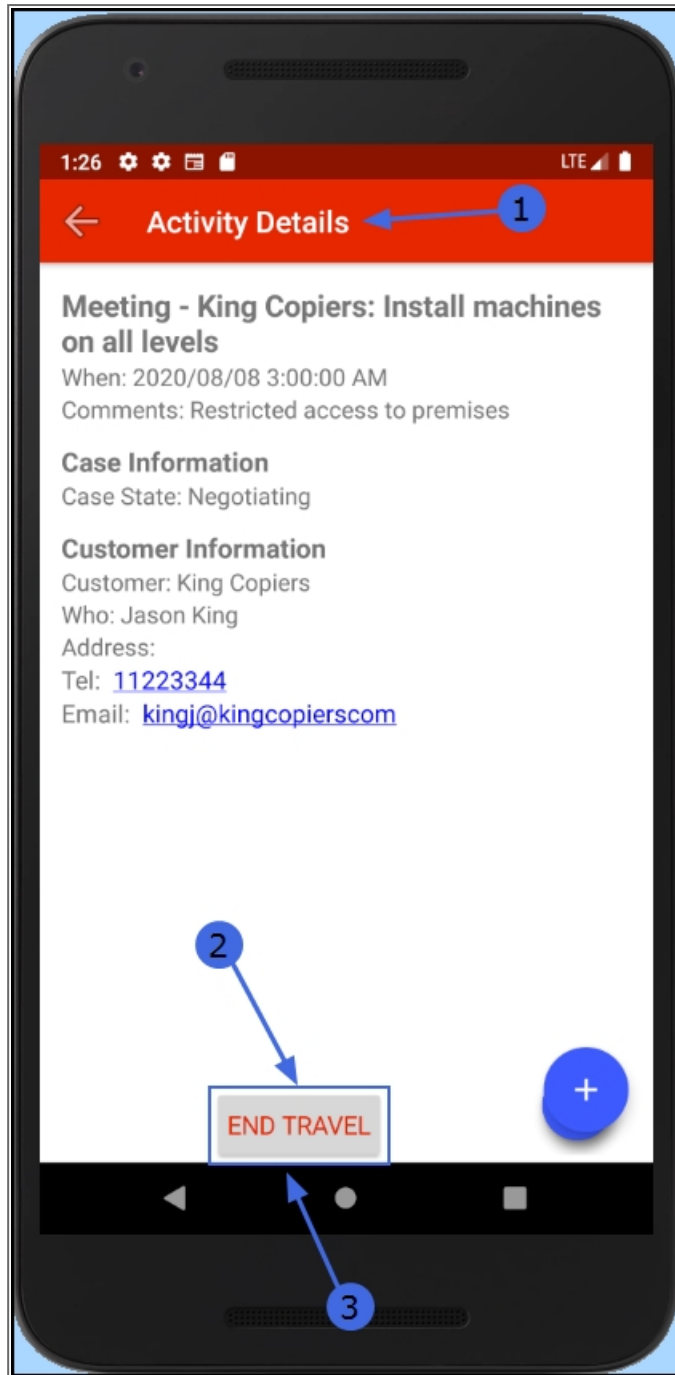 1:26 LTE
Activity Details
1
Meeting - King Copiers: Install machines
on all levels
When: 2020/08/08 3:00:00 AM
Comments: Restricted access to premises
Case Information
Case State: Negotiating
Customer Information
Customer: King Copiers
Who: Jason King
Address:
Tel: 11223344
Email: kingj@kingcopierscom
2
+
END TRAVEL
3